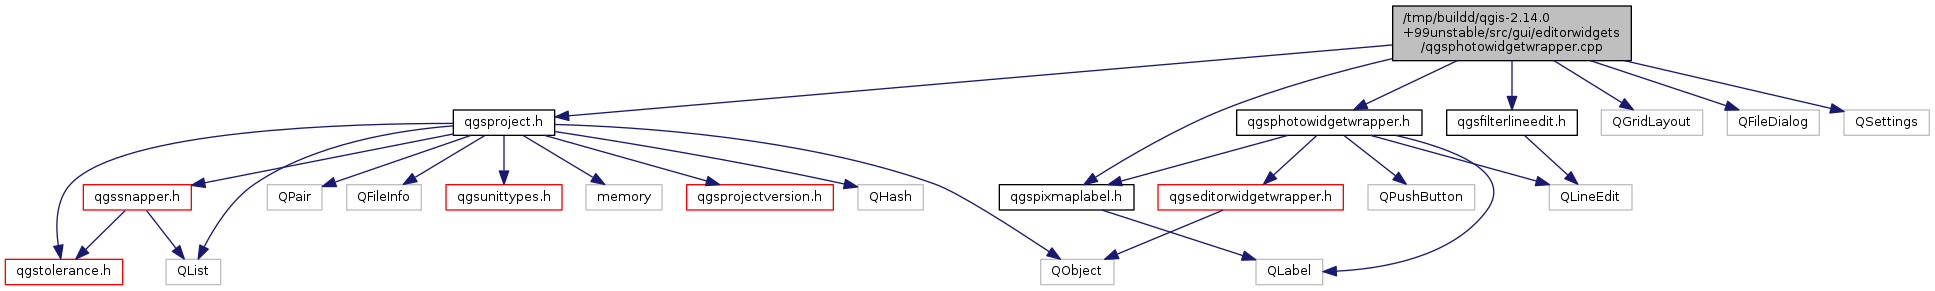 /tmp/buildd/qgis-2.14.0
+99unstable/src/gui/editorwidgets
/qgsphotowidgetwrapper.cpp
qgsproject.h
qgsphotowidgetwrapper.h
qgsfilterlineedit.h
QGridLayout
QFileDialog
QSettings
qgssnapper.h
QPair
QFileInfo
qgsunittypes.h
memory
qgsprojectversion.h
QHash
qgspixmaplabel.h
qgseditorwidgetwrapper.h
QPushButton
QLineEdit
qgstolerance.h
QList
QObject
QLabel